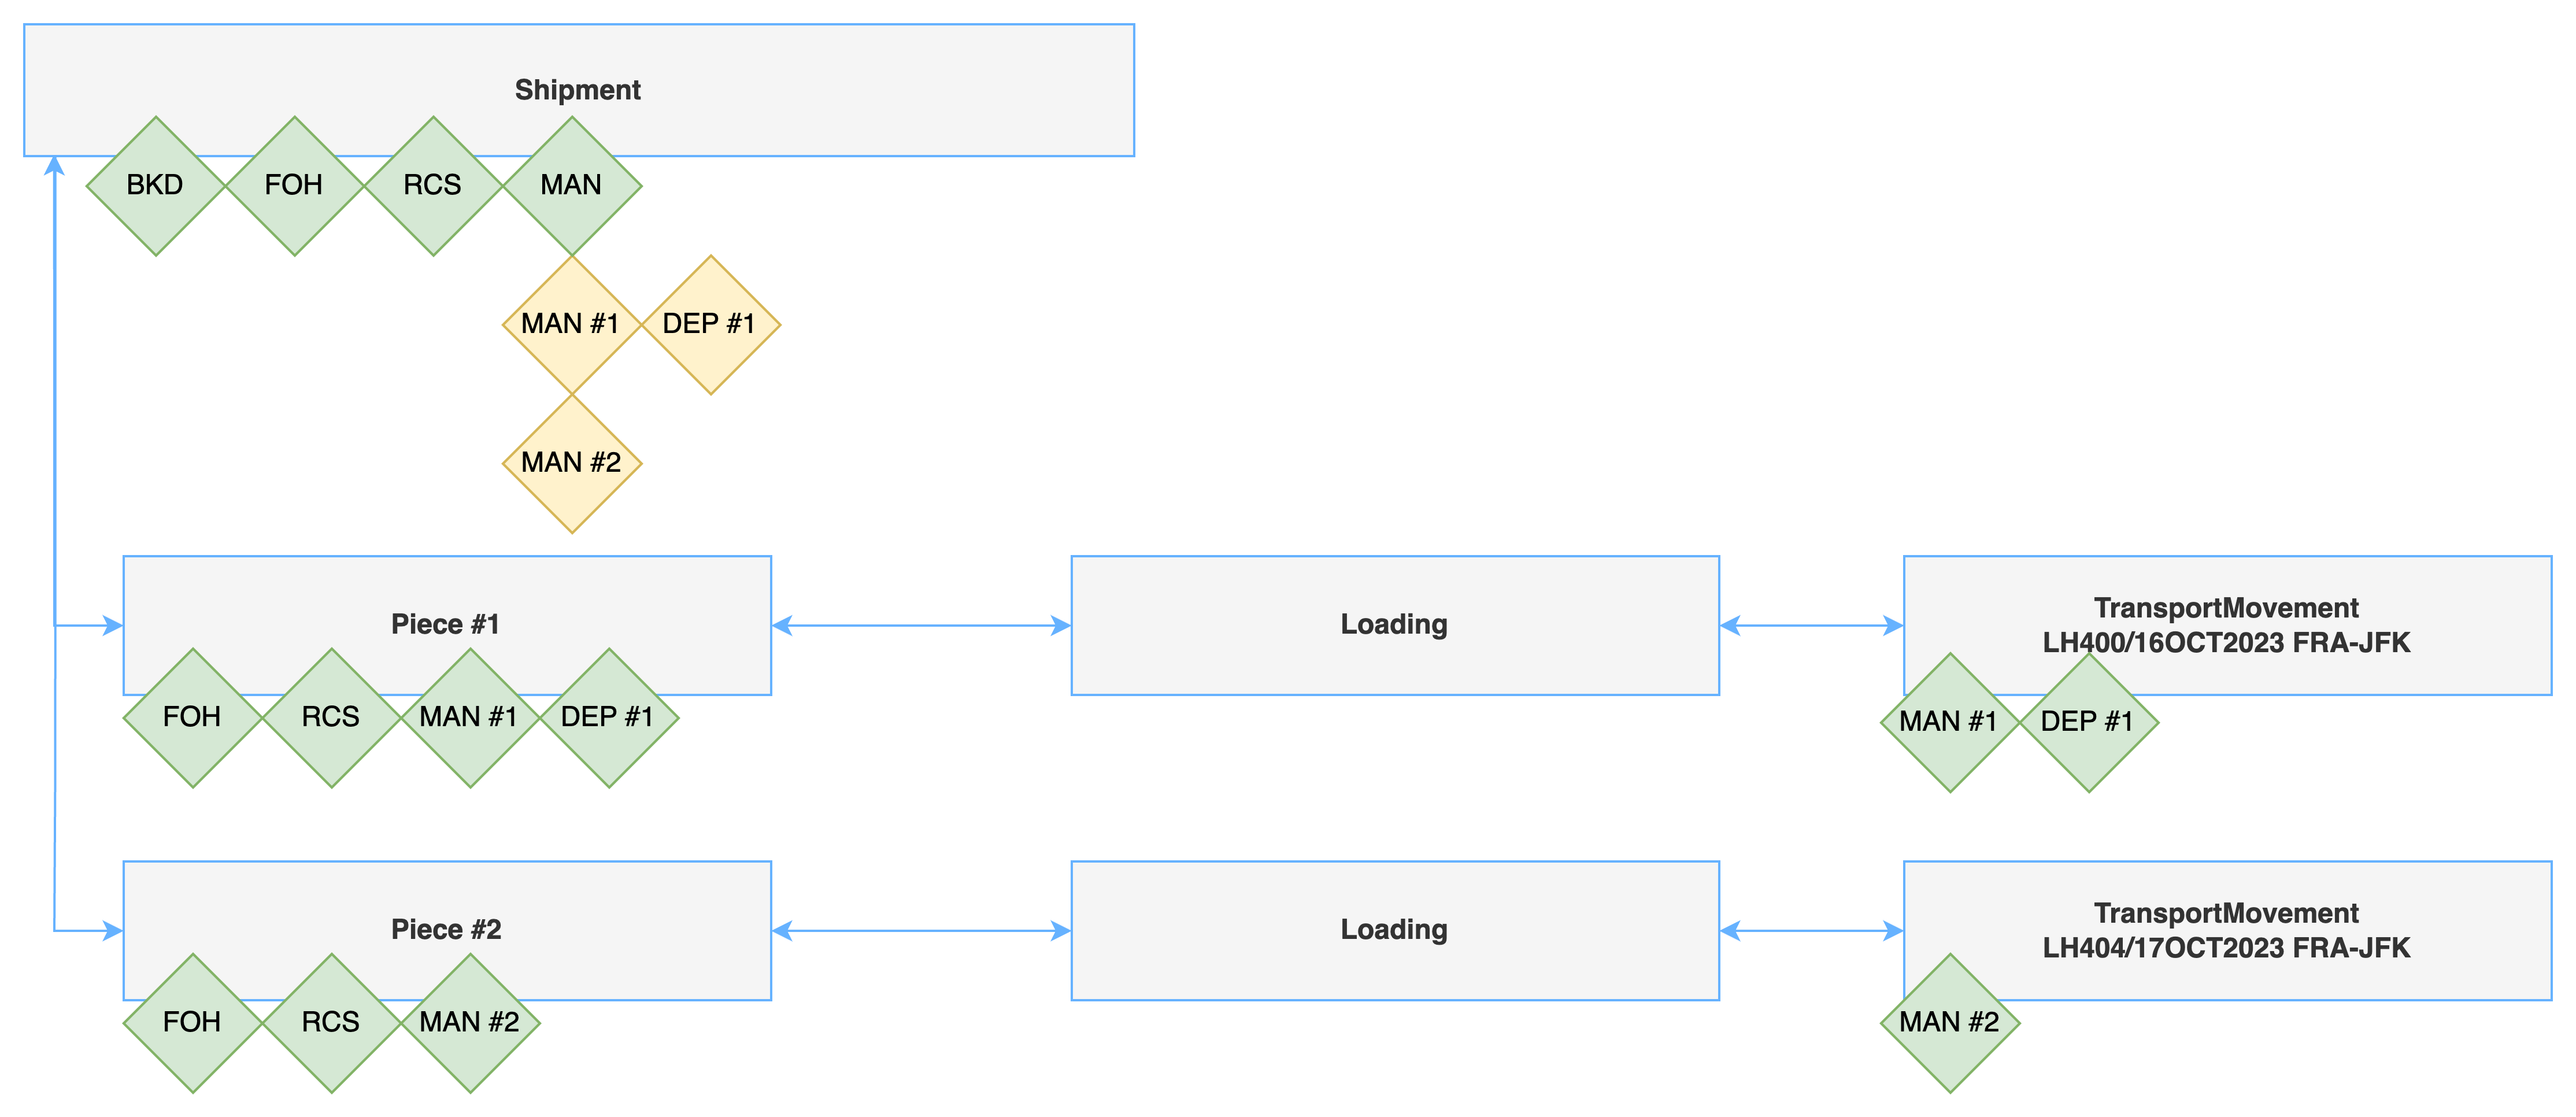 Shipment
BKD
FOH
RCS
MAN
MAN #1
DEP #1
MAN #2
Piece #1
Loading
TransportMovement
LH400/16OCT2023 FRA-JFK
FOH
RCS
MAN #1
DEP #1
MAN #1
DEP #1
Piece #2
Loading
TransportMovement
LH404/17OCT2023 FRA-JFK
FOH
RCS
MAN #2
MAN #2